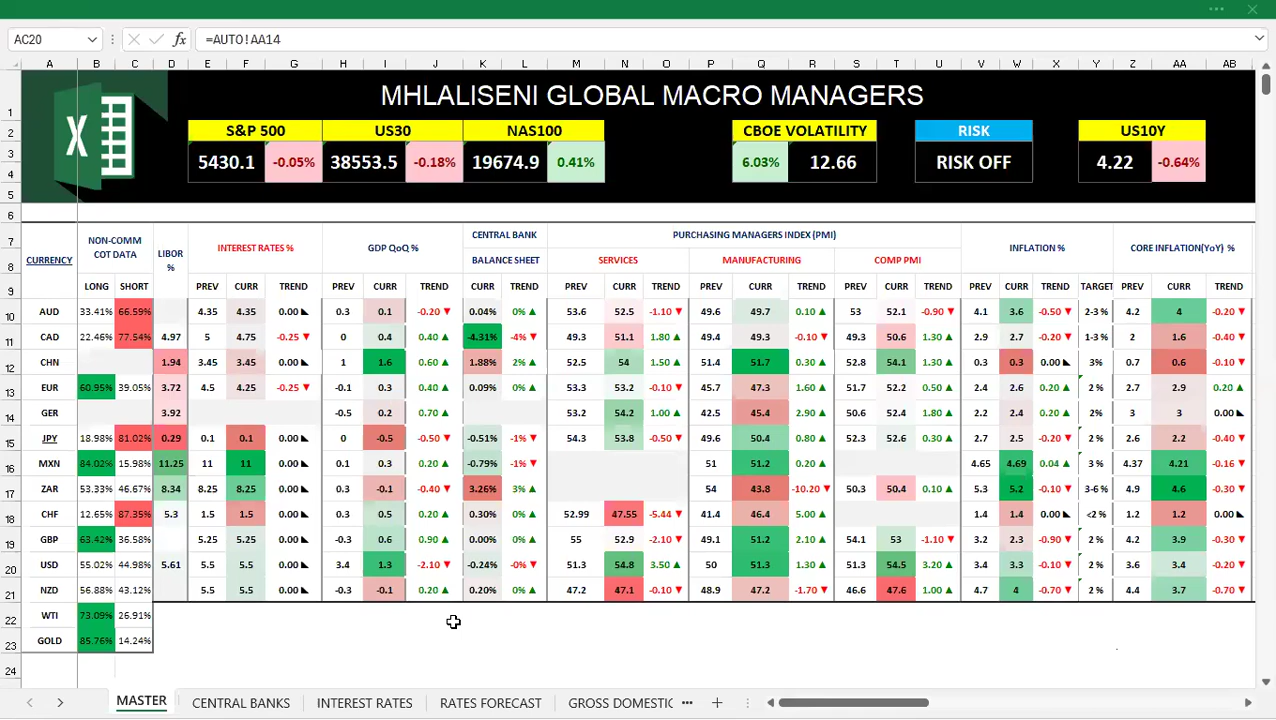 AC20 fx =AUTO!AA14
A B C D E F G H I J K L M N O P Q R S T U V W X Y Z AA AB
MHLALISENI GLOBAL MACRO MANAGERS
S&P 500 US30 NAS100 CBOE VOLATILITY RISK US10Y
5430.1 -0.05% 38553.5 -0.18% 19674.9 0.41% 6.03% 12.66 RISK OFF 4.22 -0.64%
1
2
3
4
5
6
7
8
9
CURRENCY NON-COMM COT DATA LIBOR % INTEREST RATES % GDP QoQ % CENTRAL BANK PURCHASING MANAGERS INDEX (PMI) INFLATION % CORE INFLATION(YoY) %
BALANCE SHEET SERVICES MANUFACTURING COMP PMI
LONG SHORT PREV CURR TREND PREV CURR TREND CURR TREND PREV CURR TREND PREV CURR TREND PREV CURR TREND PREV CURR TREND TARGET PREV CURR TREND
10 AUD 33.41% 66.59% 4.35 4.35 0.00 0.3 0.1 -0.20 0.04% 0% 53.6 52.5 -1.10 49.6 49.7 0.10 53 52.1 -0.90 4.1 3.6 -0.50 2-3 % 4.2 4 -0.20
11 CAD 22.46% 77.54% 4.97 5 4.75 -0.25 0 0.4 0.40 -4.31% -4% 49.3 51.1 1.80 49.4 49.3 -0.10 49.3 50.6 1.30 2.9 2.7 -0.20 1-3 % 2 1.6 -0.40
12 CHN 1.94 3.45 3.45 0.00 1 1.6 0.60 1.88% 2% 52.5 54 1.50 51.4 51.7 0.30 52.8 54.1 1.30 0.3 0.3 0.00 3% 0.7 0.6 -0.10
13 EUR 60.95% 39.05% 3.72 4.5 4.25 -0.25 -0.1 0.3 0.40 0.09% 0% 53.3 53.2 -0.10 45.7 47.3 1.60 51.7 52.2 0.50 2.4 2.6 0.20 2 % 2.7 2.9 0.20
14 GER 3.92 -0.5 0.2 0.70 53.2 54.2 1.00 42.5 45.4 2.90 50.6 52.4 1.80 2.2 2.4 0.20 2% 3 3 0.00
15 JPY 18.98% 81.02% 0.29 0.1 0.1 0.00 0 -0.5 -0.50 -0.51% -1% 54.3 53.8 -0.50 49.6 50.4 0.80 52.3 52.6 0.30 2.7 2.5 -0.20 2 % 2.6 2.2 -0.40
16 MXN 84.02% 15.98% 11.25 11 11 0.00 0.1 0.3 0.20 -0.79% -1% 51 51.2 0.20 4.65 4.69 0.04 3 % 4.37 4.21 -0.16
17 ZAR 53.33% 46.67% 8.34 8.25 8.25 0.00 0.3 -0.1 -0.40 3.26% 3% 54 43.8 -10.20 50.3 50.4 0.10 5.3 5.2 -0.10 3-6 % 4.9 4.6 -0.30
18 CHF 12.65% 87.35% 5.3 1.5 1.5 0.00 0.3 0.5 0.20 0.30% 0% 52.99 47.55 -5.44 41.4 46.4 5.00 1.4 1.4 0.00 <2 % 1.2 1.2 0.00
19 GBP 63.42% 36.58% 5.25 5.25 0.00 -0.3 0.6 0.90 0.00% 0% 55 52.9 -2.10 49.1 51.2 2.10 54.1 53 -1.10 3.2 2.3 -0.90 2 % 4.2 3.9 -0.30
20 USD 55.02% 44.98% 5.61 5.5 5.5 0.00 3.4 1.3 -2.10 -0.24% -0% 51.3 54.8 3.50 50 51.3 1.30 51.3 54.5 3.20 3.4 3.3 -0.10 2 % 3.6 3.4 -0.20
21 NZD 56.88% 43.12% 5.5 5.5 0.00 -0.3 -0.1 0.20 0.20% 0% 47.2 47.1 -0.10 48.9 47.2 -1.70 46.6 47.6 1.00 4.7 4 -0.70 2 % 4.4 3.7 -0.70
22 WTI 73.09% 26.91%
23 GOLD 85.76% 14.24%
24
MASTER CENTRAL BANKS INTEREST RATES RATES FORECAST GROSS DOMESTIC